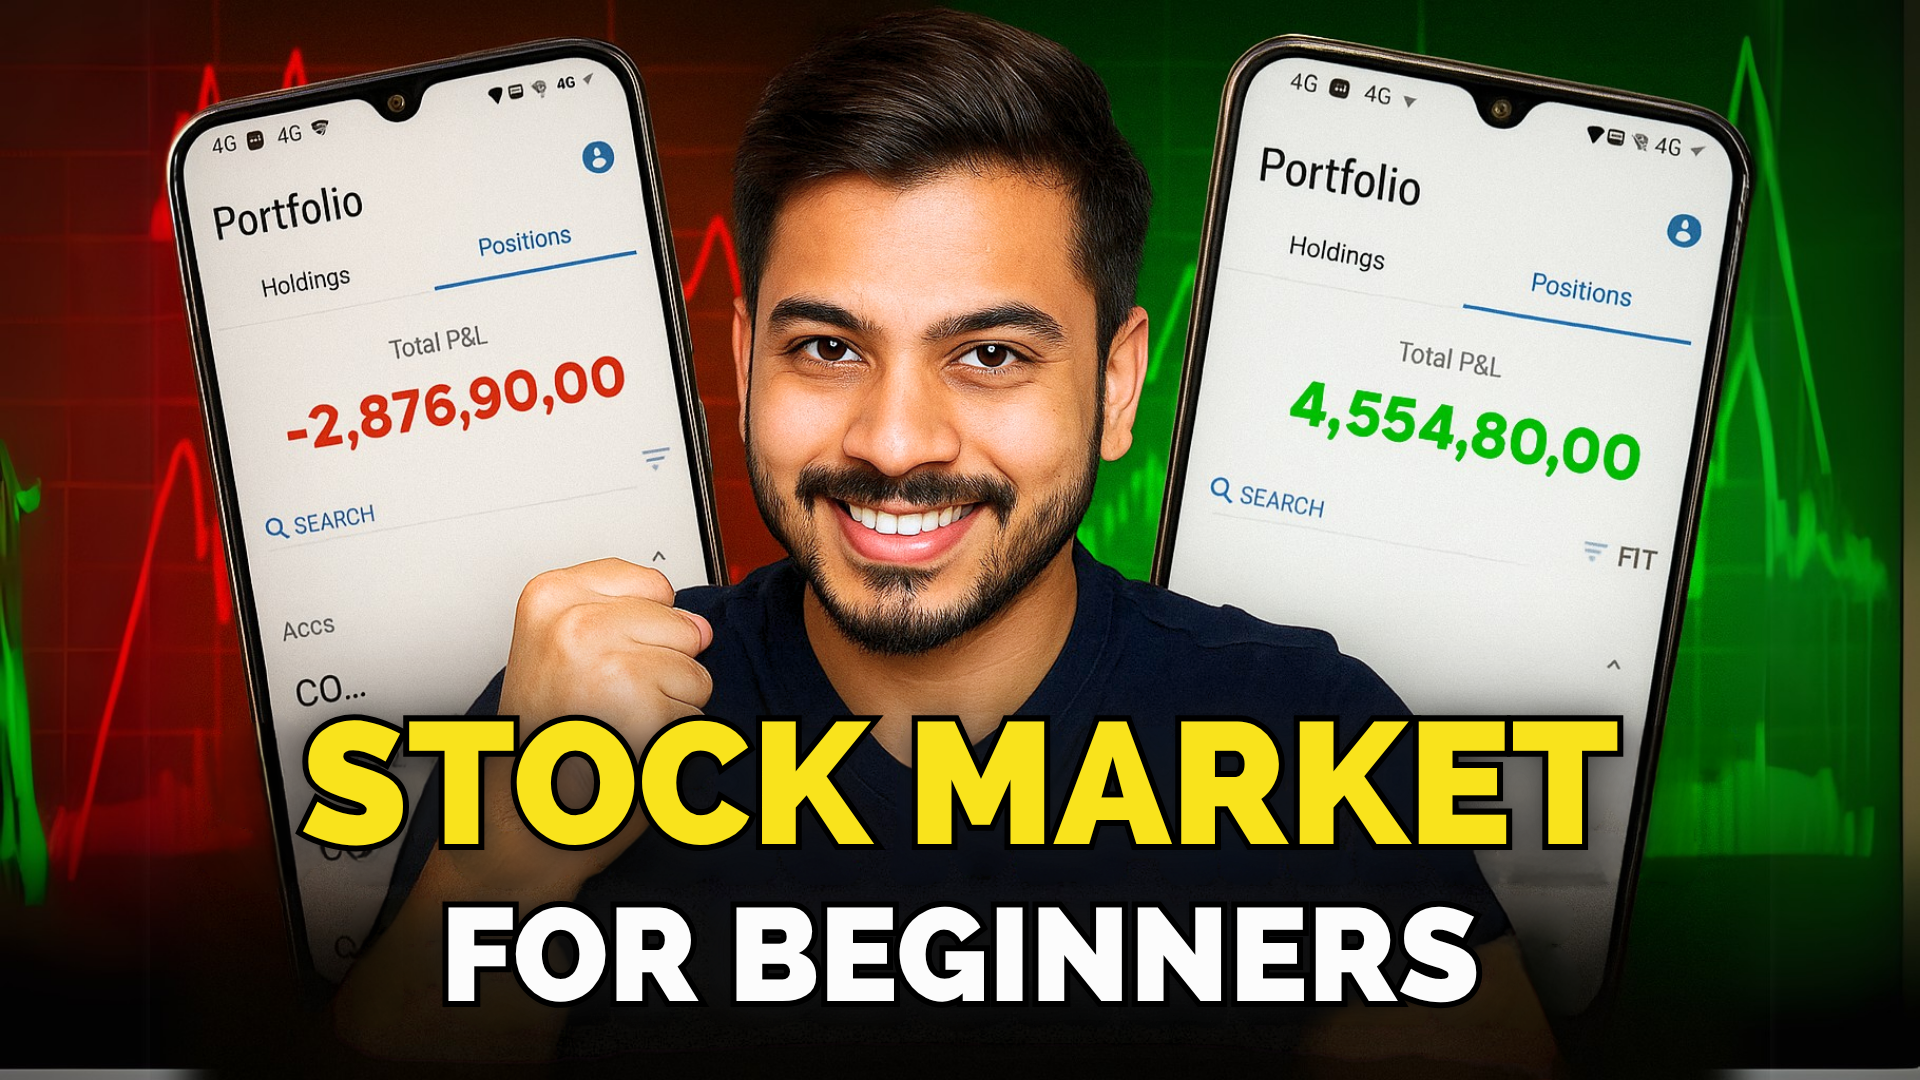 4G 4G
4G
Portfolio
Holdings
Positions
Total P&L
-2,876,90,00
SEARCH
Accs
CO...
4G 4G
4G
Portfolio
Holdings
Positions
Total P&L
4,554,80,00
SEARCH
FIT
STOCK MARKET
FOR BEGINNERS